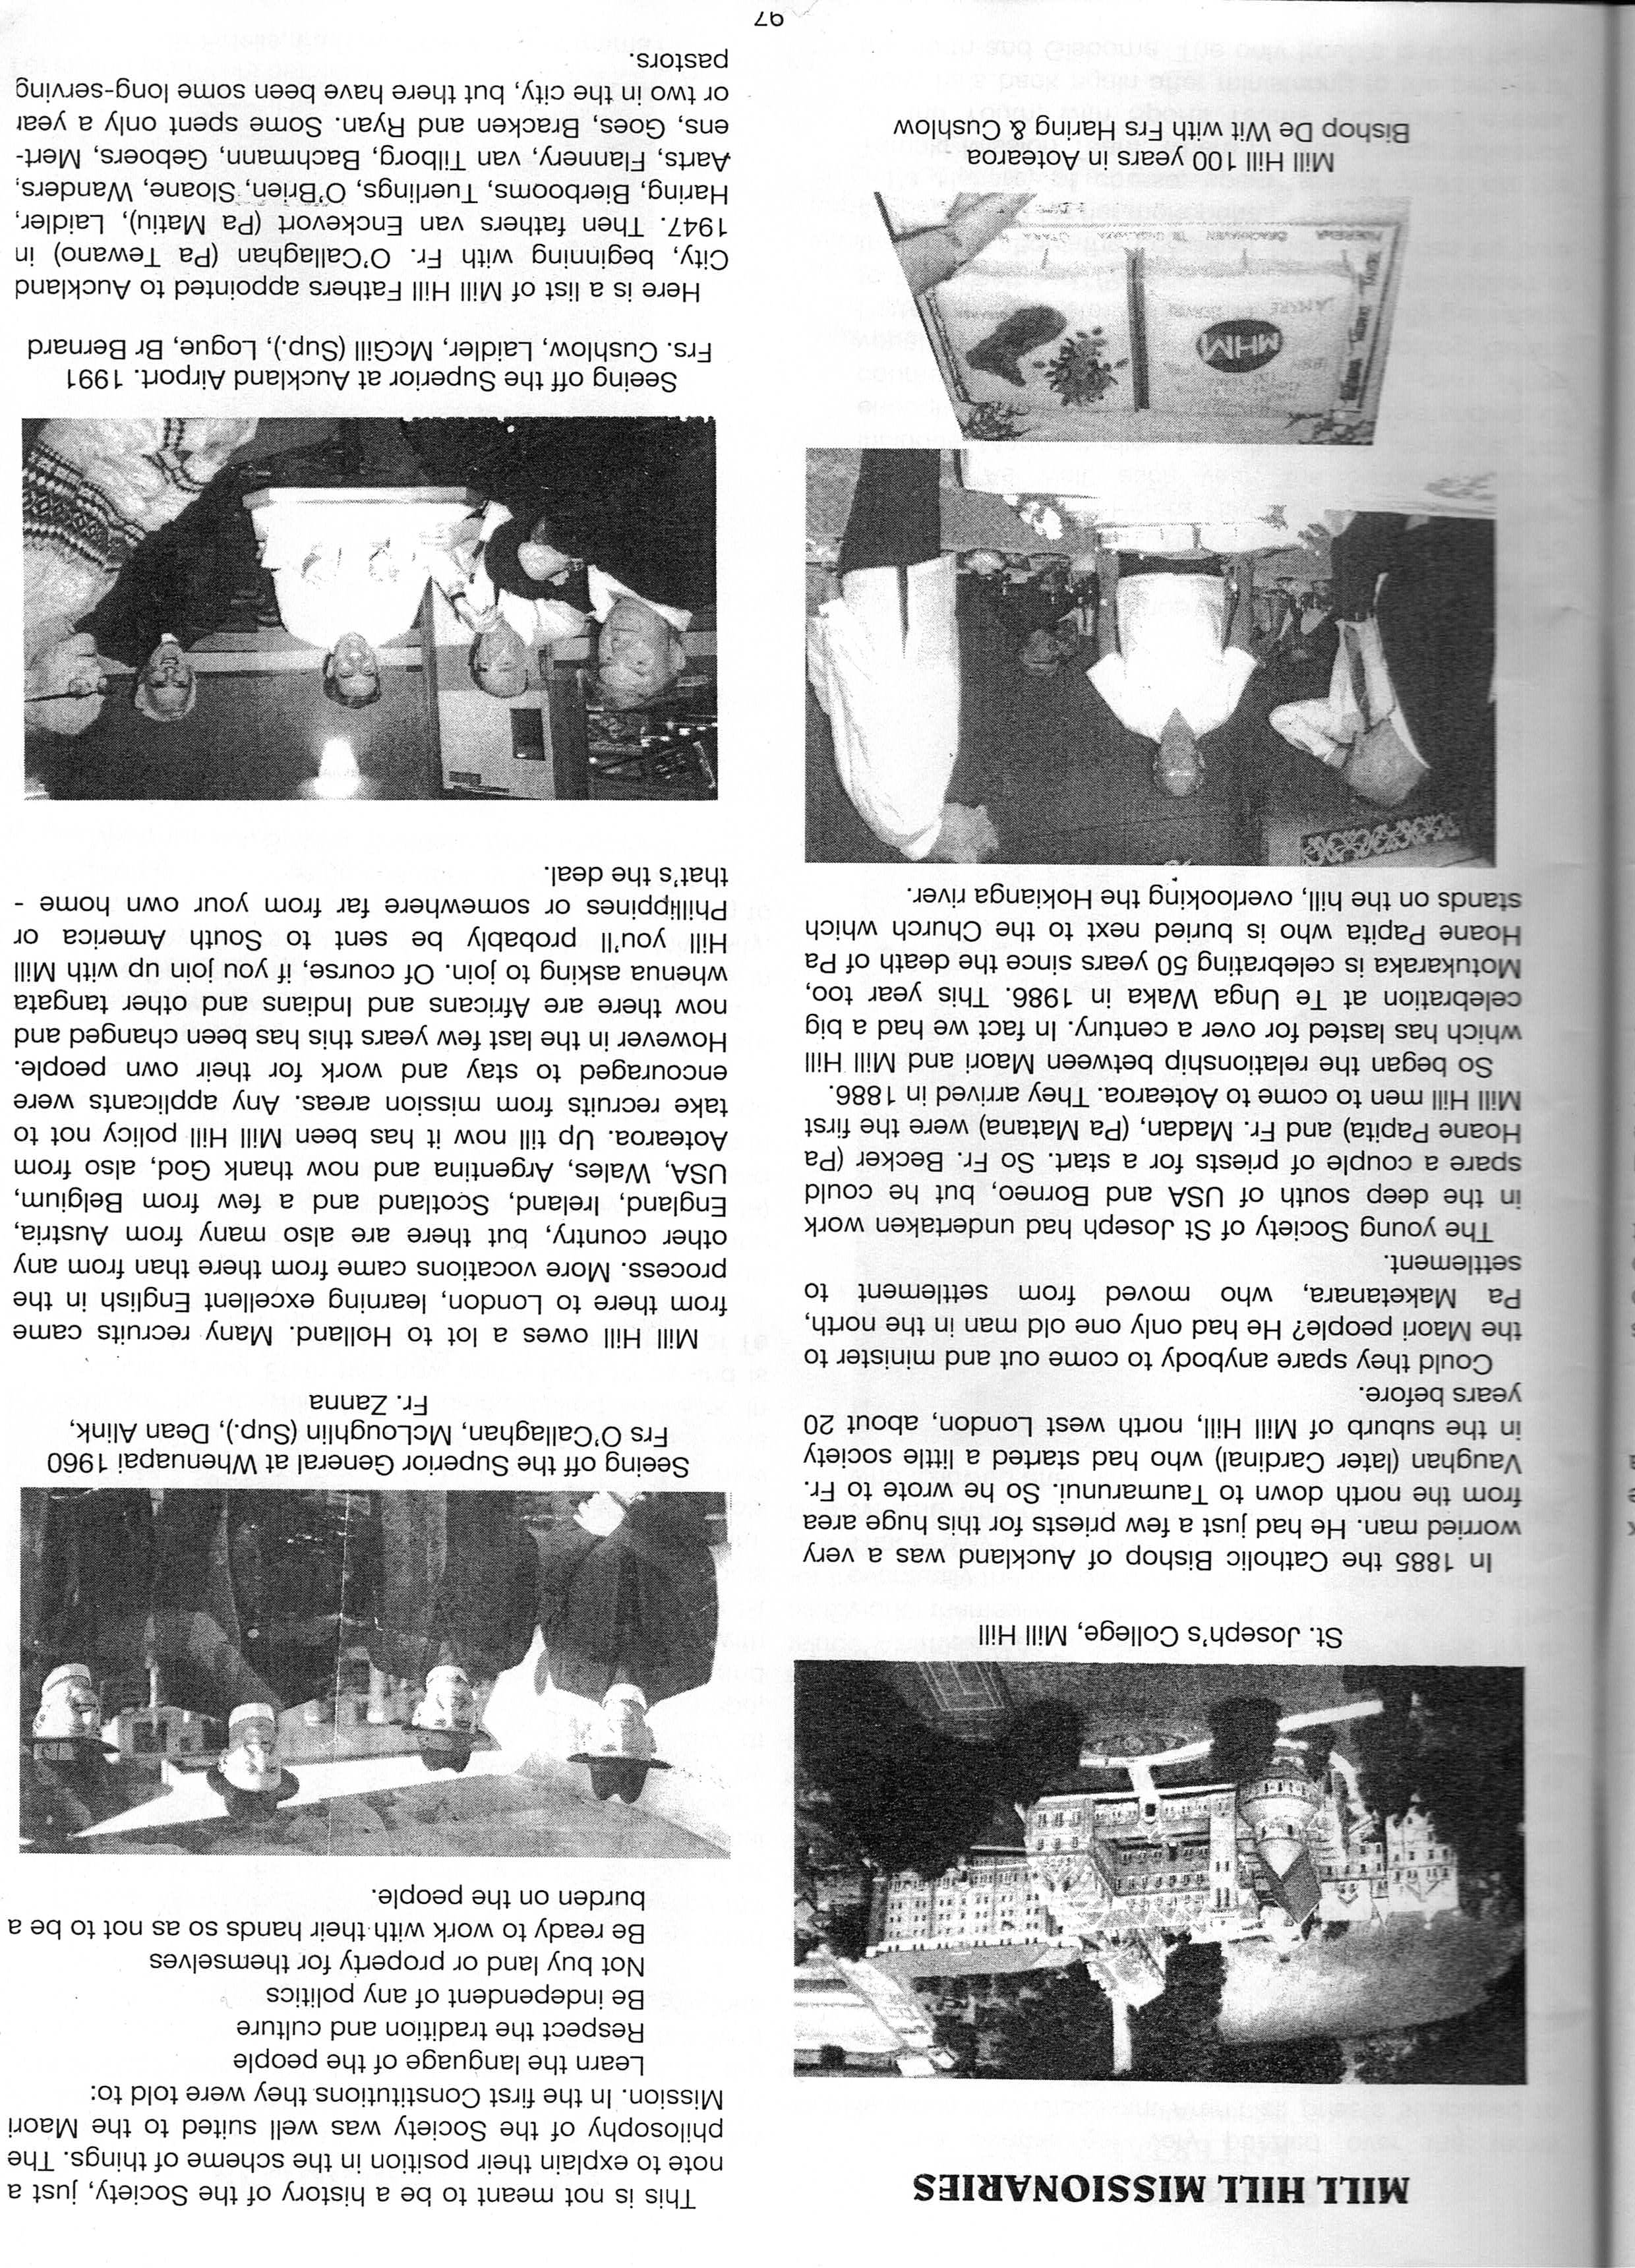 MILL HILL MISSIONARIES
St. Joseph's College, Mill Hill
In 1885 the Catholic Bishop of Auckland was a very
worried man. He had just a few priests for this huge area
from the north down to Taumarunui. So he wrote to Fr.
Vaughan (later Cardinal) who had started a little society
in the suburb of Mill Hill, north west London, about 20
years before.
Could they spare anybody to come out and minister to
the Maori people? He had only one old man in the north,
Pa Maketanara, who moved from settlement to
settlement.
The young Society of St Joseph had undertaken work
in the deep south of USA and Borneo, but he could
spare a couple of priests for a start. So Fr. Becker (Pa
Hoane Papita) and Fr. Madan, (Pa Matana) were the first
Mill Hill men to come to Aotearoa. They arrived in 1886.
So began the relationship between Maori and Mill Hill
which has lasted for over a century. In fact we had a big
celebration at Te Unga Waka in 1986. This year too,
Motukaraka is celebrating 50 years since the death of Pa
Hoane Papita who is buried next to the Church which
stands on the hill, overlooking the Hokianga river.
MHM
AMARE SERVIRE
MOEREWA BEACHHAVEN TE UNGA WAKA OTARA
Mill Hill 100 years in Aotearoa
Bishop De Wit with Frs Haring & Cushlow
This is not meant to be a history of the Society, just a
note to explain their position in the scheme of things. The
philosophy of the Society was well suited to the Maori
Mission. In the first Constitutions they were told to:
Learn the language of the people
Respect the tradition and culture
Be independent of any politics
Not buy land or property for themselves
Be ready to work with their hands so as not to be a
burden on the people.
Seeing off the Superior General at Whenuapai 1960
Frs O'Callaghan, McLoughlin (Sup.), Dean Alink,
Fr. Zanna
Mill Hill owes a lot to Holland. Many recruits came
from there to London, learning excellent English in the
process. More vocations came from there than from any
other country, but there are also many from Austria,
England, Ireland, Scotland and a few from Belgium,
USA, Wales, Argentina and now thank God, also from
Aotearoa. Up till now it has been Mill Hill policy not to
take recruits from mission areas. Any applicants were
encouraged to stay and work for their own people.
However in the last few years this has been changed and
now there are Africans and Indians and other tangata
whenua asking to join. Of course, if you join up with Mill
Hill you'll probably be sent to South America or
Phillippines or somewhere far from your own home -
that's the deal.
Seeing off the Superior at Auckland Airport. 1991
Frs. Cushlow, Laidler, McGill (Sup.), Logue, Br Bernard
Here is a list of Mill Hill Fathers appointed to Auckland
City, beginning with Fr. O'Callaghan (Pa Tewano) in
1947. Then fathers van Enckevort (Pa Matiu), Laidler,
Haring, Bierbooms, Tuerlings, O'Brien, Sloane, Wanders,
Aarts, Flannery, van Tilborg, Bachmann, Geboers, Mert-
ens, Goes, Bracken and Ryan. Some spent only a year
or two in the city, but there have been some long-serving
pastors.
97